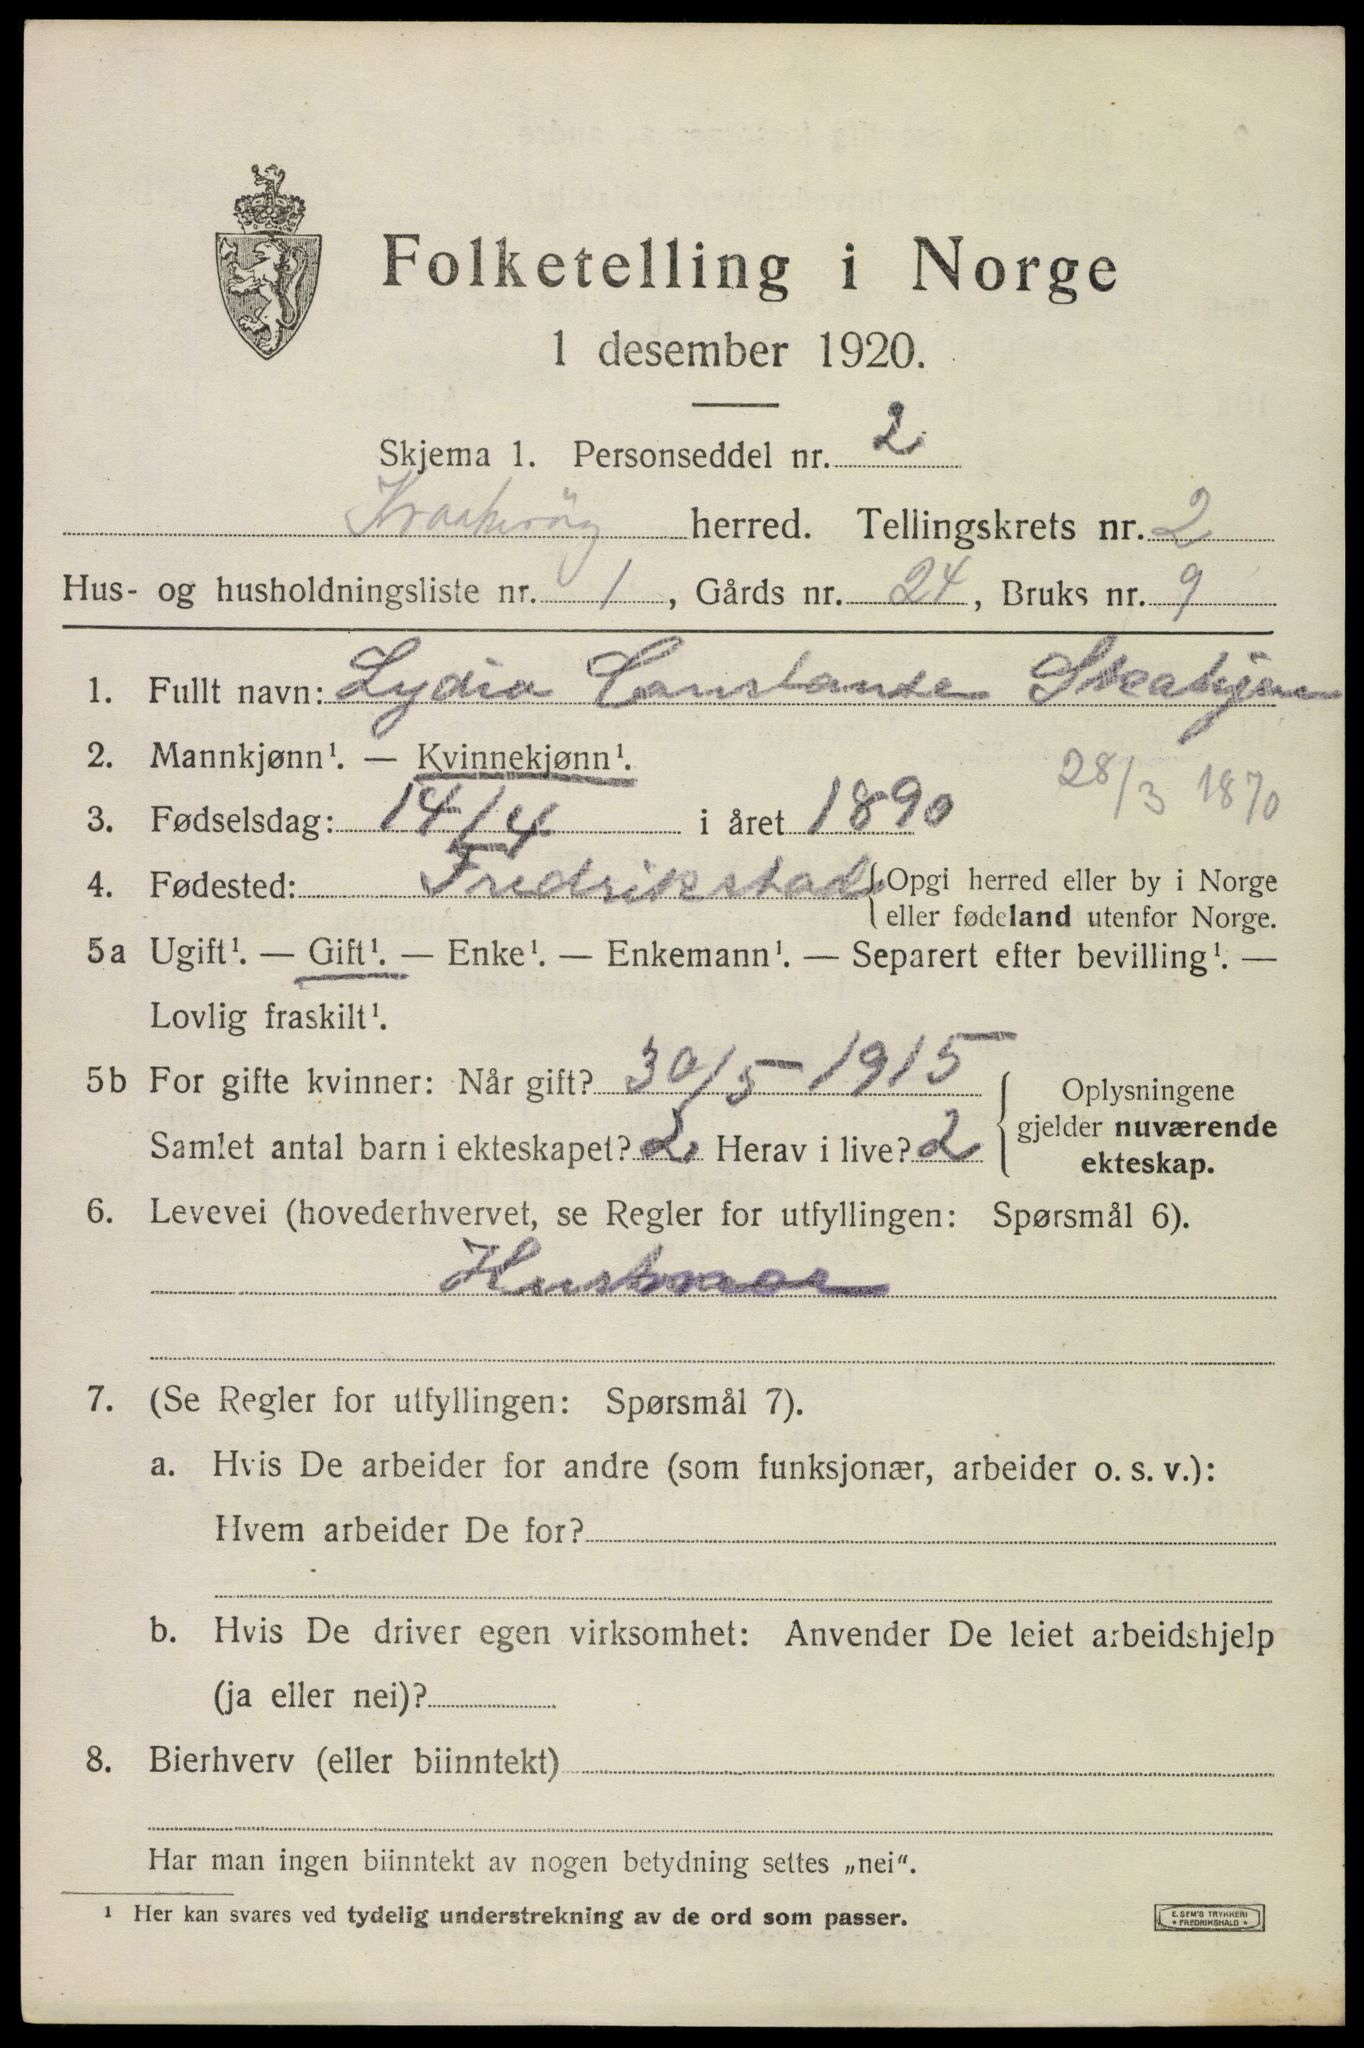 Folketelling i Norge
1 desember 1920.
Skjema 1. Personseddel nr. 2
Kraakerøy herred. Tellingskrets nr. 2
Hus- og husholdningsliste nr. 1, Gårds nr. 24, Bruks nr. 9
1. Fullt navn: Lydia Constanse
2. Mannkjønn¹. — Kvinnekjønn¹.
28/3 1870
3. Fødselsdag: 14/4 i året 1890
4. Fødested: Fredrikstad {Opgi herred eller by i Norge
eller fødeland utenfor Norge.
5a Ugift¹. — Gift¹. — Enke¹. — Enkemann¹. — Separert efter bevilling¹. —
Lovlig fraskilt¹.
5b For gifte kvinner: Når gift? 30/5-1915
Samlet antal barn i ekteskapet? 2 Herav i live? 2
{Oplysningene
gjelder nuværende
ekteskap.
6. Levevei (hovederhvervet, se Regler for utfyllingen: Spørsmål 6).
Husmor
7. (Se Regler for utfyllingen: Spørsmål 7).
a. Hvis De arbeider for andre (som funksjonær, arbeider o. s. v.):
Hvem arbeider De for?
b. Hvis De driver egen virksomhet: Anvender De leiet arbeidshjelp
(ja eller nei)?
8. Bierhverv (eller biinntekt)
Har man ingen biinntekt av nogen betydning settes „nei“.
¹ Her kan svares ved tydelig understrekning av de ord som passer.
E. SEM'S TRYKKERI
* FREDRIKSHALD *